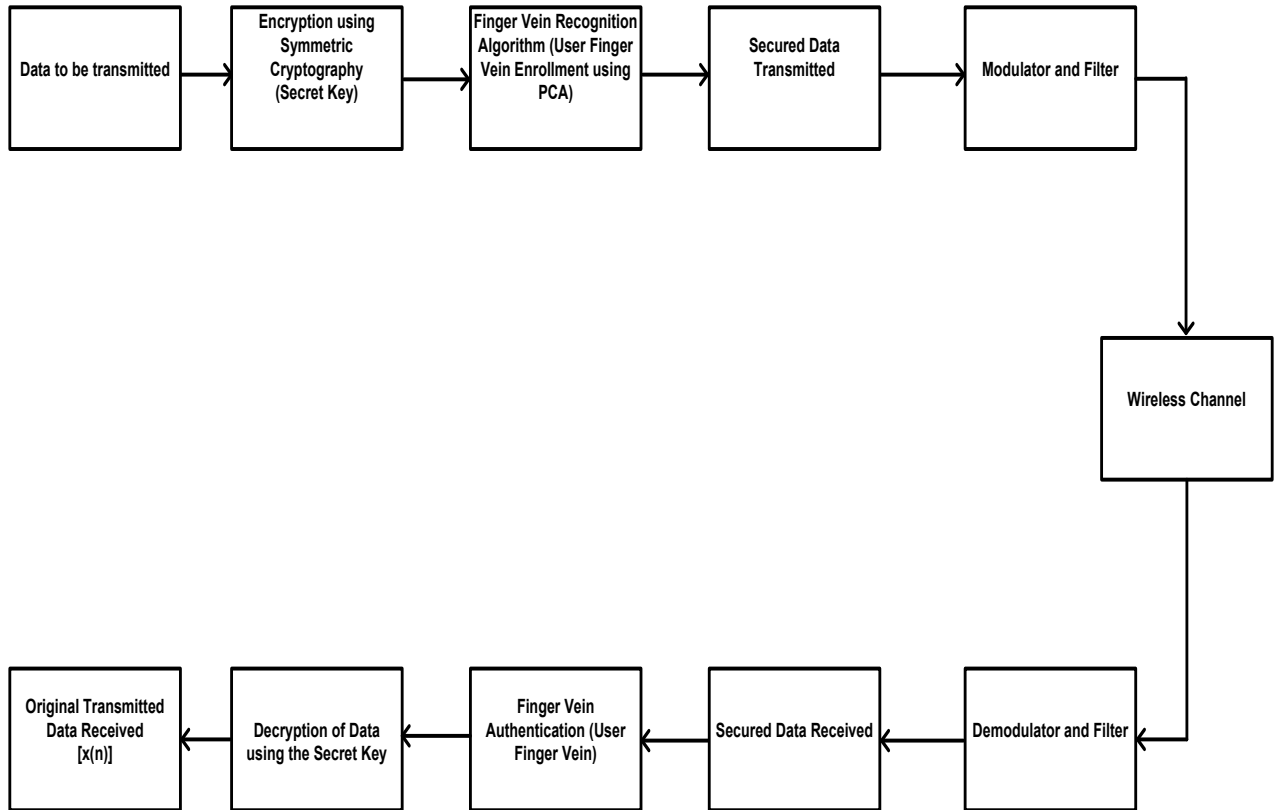 Data to be transmitted
Encryption using
Symmetric
Cryptography
(Secret Key)
Finger Vein Recognition
Algorithm (User Finger
Vein Enrollment using
PCA)
Secured Data
Transmitted
Modulator and Filter
Wireless Channel
Original Transmitted
Data Received
[x(n)]
Decryption of Data
using the Secret Key
Finger Vein
Authentication (User
Finger Vein)
Secured Data Received
Demodulator and Filter